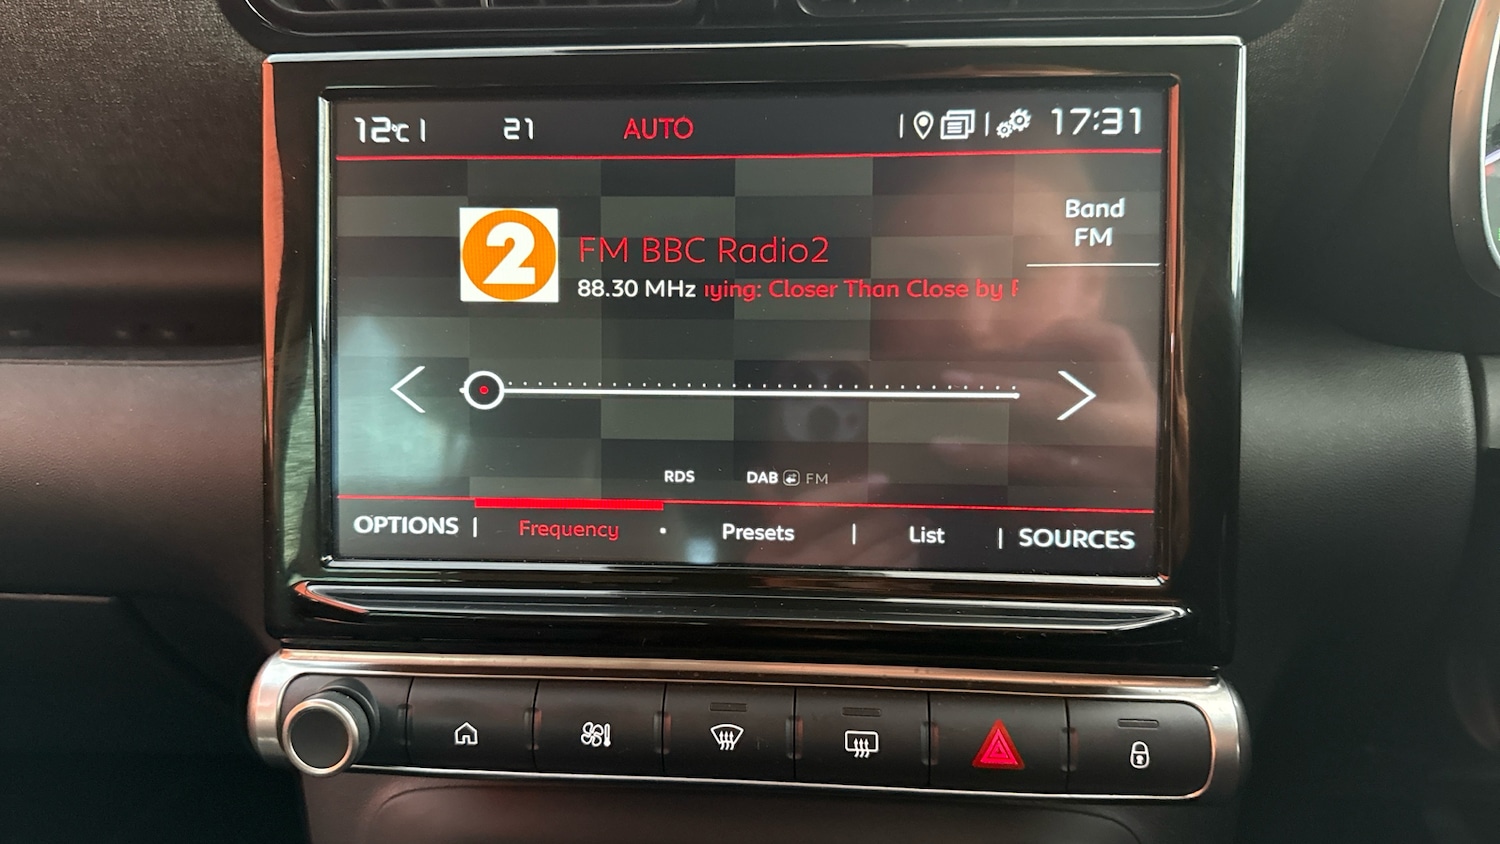 12°C
21
AUTO
17:31
Band
FM
2
FM BBC Radio2
88.30 MHz ying: Closer Than Close by
RDS
DAB FM
OPTIONS | Frequency • Presets | List | SOURCES